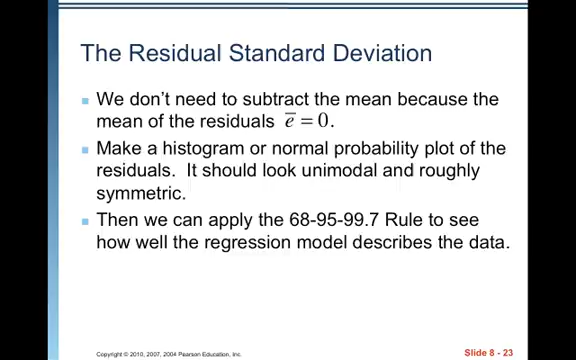 The Residual Standard Deviation
We don't need to subtract the mean because the
mean of the residuals e̅ = 0.
Make a histogram or normal probability plot of the
residuals. It should look unimodal and roughly
symmetric.
Then we can apply the 68-95-99.7 Rule to see
how well the regression model describes the data.
Copyright © 2010, 2007, 2004 Pearson Education, Inc.
Slide 8 - 23